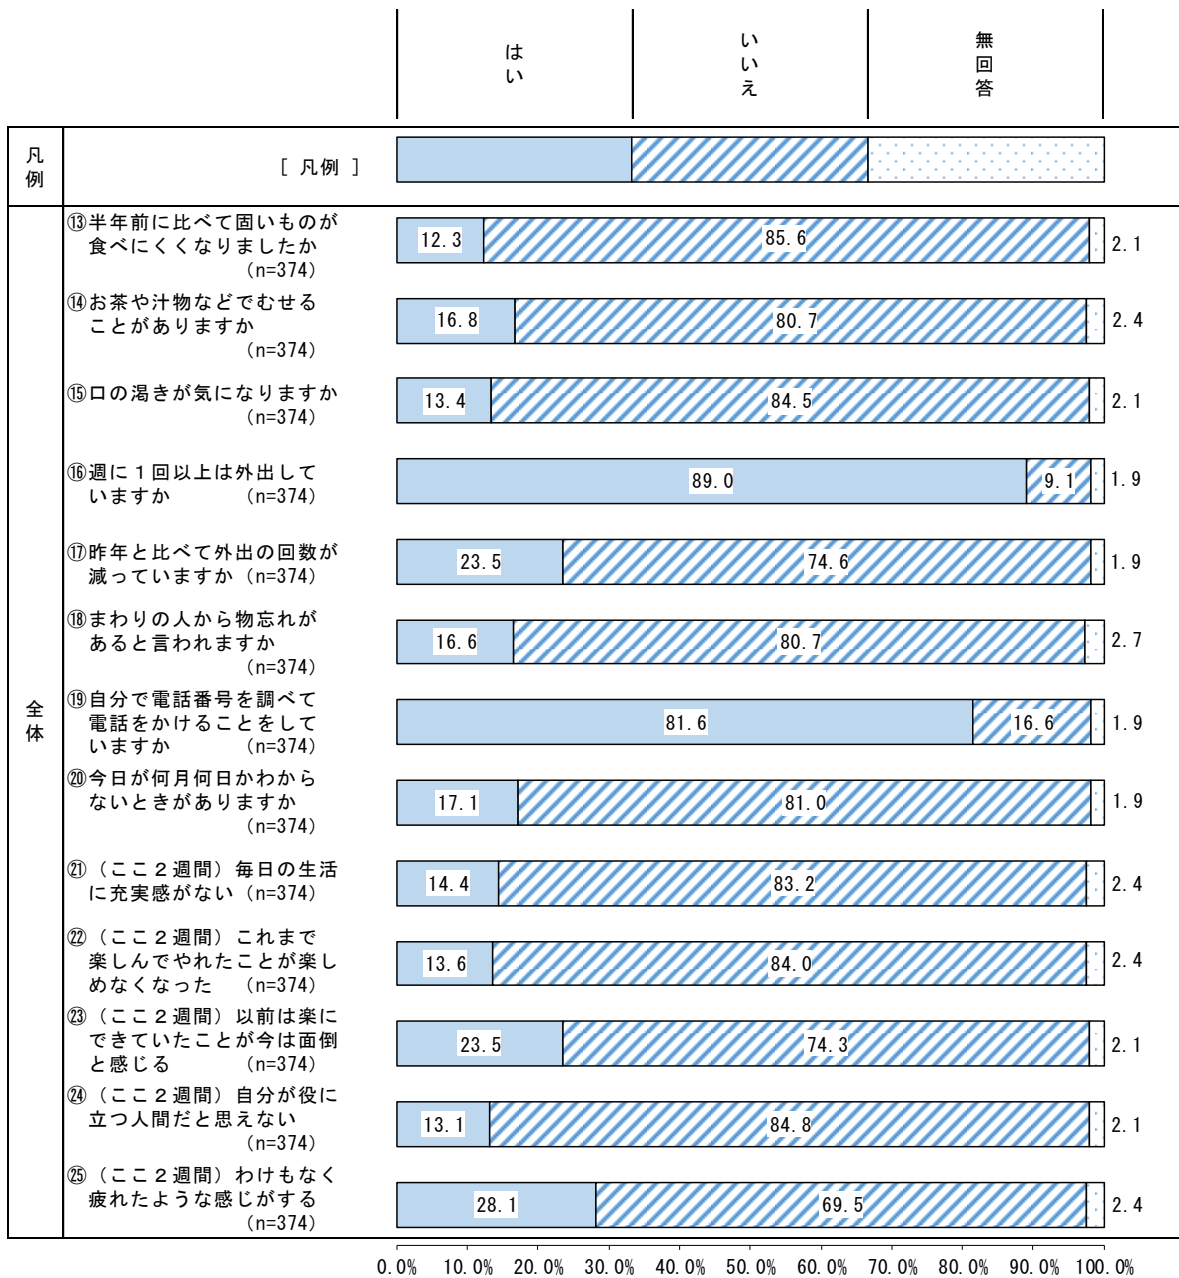 はい
いいえ
無回答
凡例
[ 凡例 ]
全体
⑬半年前に比べて固いものが
食べにくくなりましたか
(n=374)
12.3 85.6 2.1
⑭お茶や汁物などでむせる
ことがありますか
(n=374)
16.8 80.7 2.4
⑮口の渇きが気になりますか
(n=374)
13.4 84.5 2.1
⑯週に１回以上は外出して
いますか (n=374)
89.0 9.1 1.9
⑰昨年と比べて外出の回数が
減っていますか (n=374)
23.5 74.6 1.9
⑱まわりの人から物忘れが
あると言われますか
(n=374)
16.6 80.7 2.7
⑲自分で電話番号を調べて
電話をかけることをして
いますか (n=374)
81.6 16.6 1.9
⑳今日が何月何日かわから
ないときがありますか
(n=374)
17.1 81.0 1.9
㉑（ここ２週間）毎日の生活
に充実感がない (n=374)
14.4 83.2 2.4
㉒（ここ２週間）これまで
楽しんでやれたことが楽し
めなくなった (n=374)
13.6 84.0 2.4
㉓（ここ２週間）以前は楽に
できていたことが今は面倒
と感じる (n=374)
23.5 74.3 2.1
㉔（ここ２週間）自分が役に
立つ人間だと思えない
(n=374)
13.1 84.8 2.1
㉕（ここ２週間）わけもなく
疲れたような感じがする
(n=374)
28.1 69.5 2.4
0.0% 10.0% 20.0% 30.0% 40.0% 50.0% 60.0% 70.0% 80.0% 90.0% 100.0%